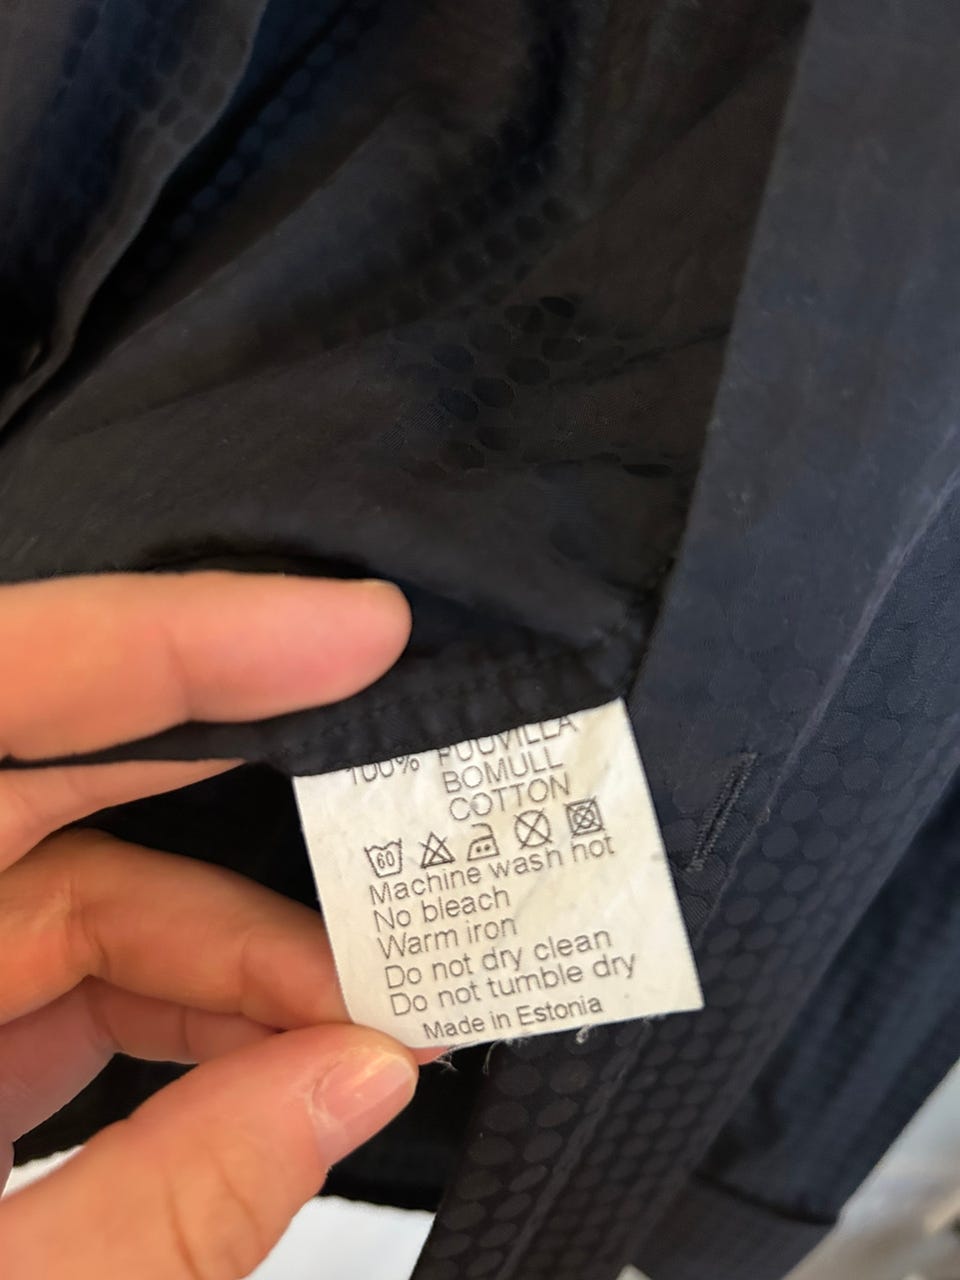 100% PUUVILLA
BOMULL
COTTON
60
Machine wash hot
No bleach
Warm iron
Do not dry clean
Do not tumble dry
Made in Estonia